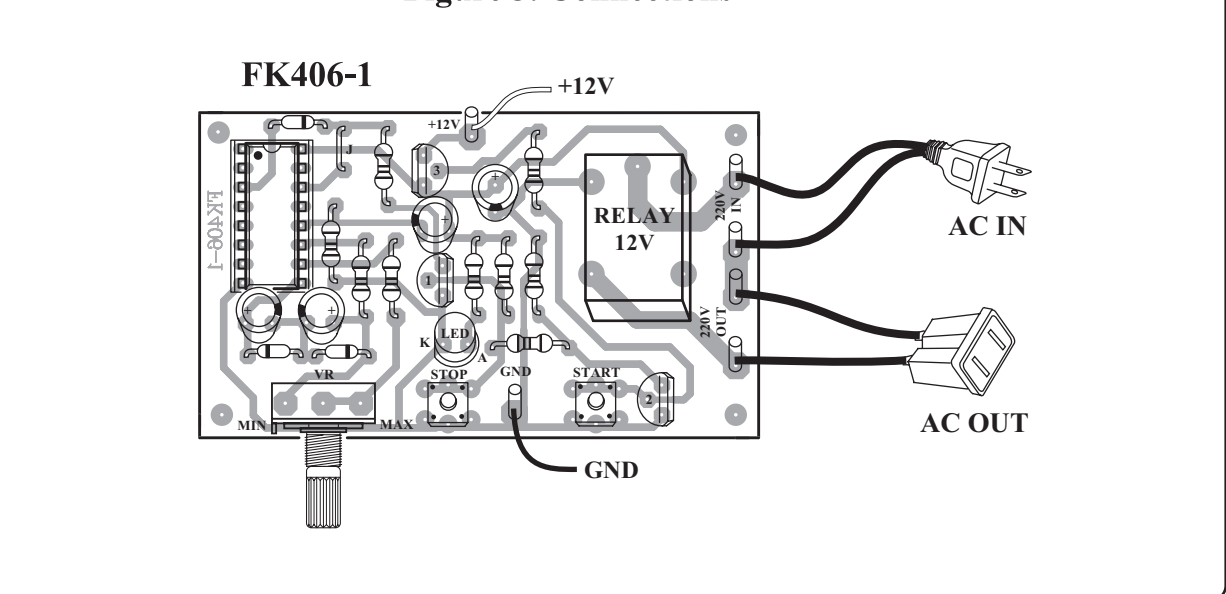 FK406-1
+12V
+12V
J
3
RELAY
12V
220V
IN
AC IN
FK406-1
1
+
+
+
+
LED
K
A
220V
OUT
VR
STOP
GND
START
2
MIN
MAX
AC OUT
GND